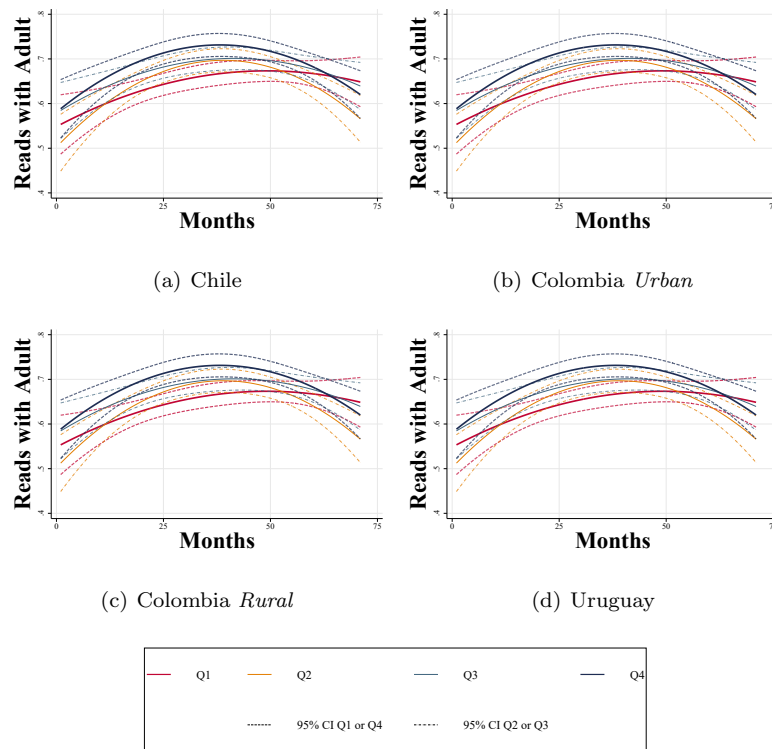 .8 .8
.7 .7
.6 .6
.5 .5
.4 .4
Reads with Adult Reads with Adult
0 25 50 75 0 25 50 7
Months Months
(a) Chile (b) Colombia Urban
.8 .8
.7 .7
.6 .6
.5 .5
.4 .4
Reads with Adult Reads with Adult
0 25 50 75 0 25 50 7
Months Months
(c) Colombia Rural (d) Uruguay
Q1 Q2 Q3 Q4
95% CI Q1 or Q4 95% CI Q2 or Q3